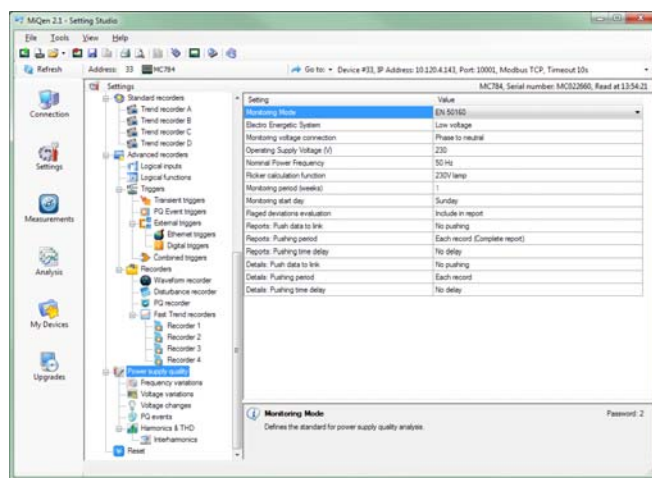 MiQen 2.1 - Setting Studio
File Tools View Help
Refresh Address: 33 MC784 Go to: Device #33, IP Address: 10.120.4.143, Port: 10001, Modbus TCP, Timeout 10s
Settings MC784, Serial number: MC022660, Read at 13:54:21
Connection
Settings
Measurements
Analysis
My Devices
Upgrades
Standard recorders
Trend recorder A
Trend recorder B
Trend recorder C
Trend recorder D
Advanced recorders
Logical inputs
Logical functions
Triggers
Transient triggers
PQ Event triggers
External triggers
Ethernet triggers
Digital triggers
Combined triggers
Recorders
Waveform recorder
Disturbance recorder
PQ recorder
Fast Trend recorders
Recorder 1
Recorder 2
Recorder 3
Recorder 4
Power supply quality
Frequency variations
Voltage variations
Voltage changes
PQ events
Harmonics & THD
Interharmonics
Reset
Setting Value
Monitoring Mode EN 50160
Electro Energetic System Low voltage
Monitoring voltage connection Phase to neutral
Operating Supply Voltage (V) 230
Nominal Power Frequency 50 Hz
Flicker calculation function 230V lamp
Monitoring period (weeks) 1
Monitoring start day Sunday
Flagged deviations evaluation Include in report
Reports: Push data to link No pushing
Reports: Pushing period Each record (Complete report)
Reports: Pushing time delay No delay
Details: Push data to link No pushing
Details: Pushing period Each record
Details: Pushing time delay No delay
Monitoring Mode Password: 2
Defines the standard for power supply quality analysis.